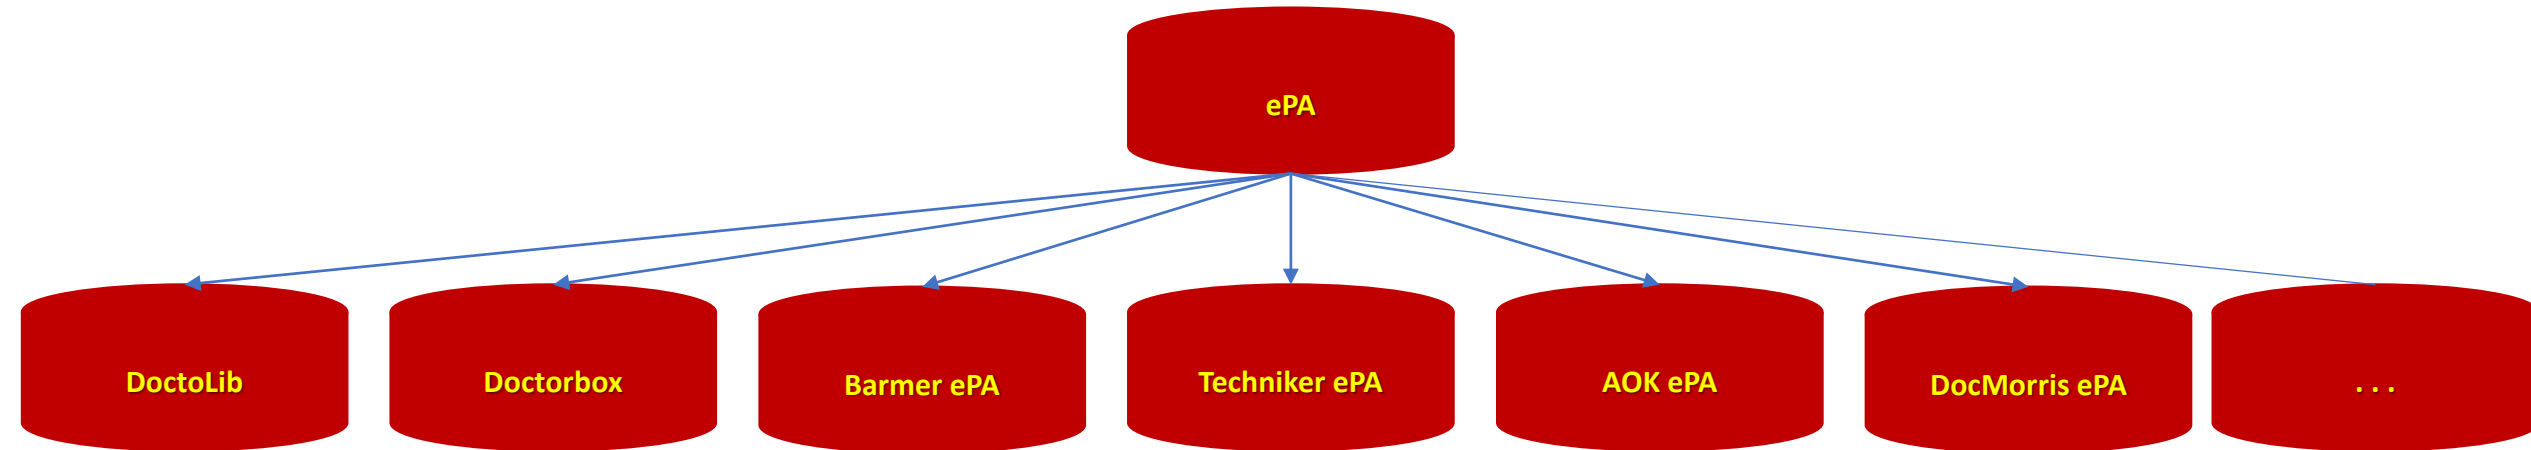 ePA
DoctoLib
Doctorbox
Barmer ePA
Techniker ePA
AOK ePA
DocMorris ePA
. . .